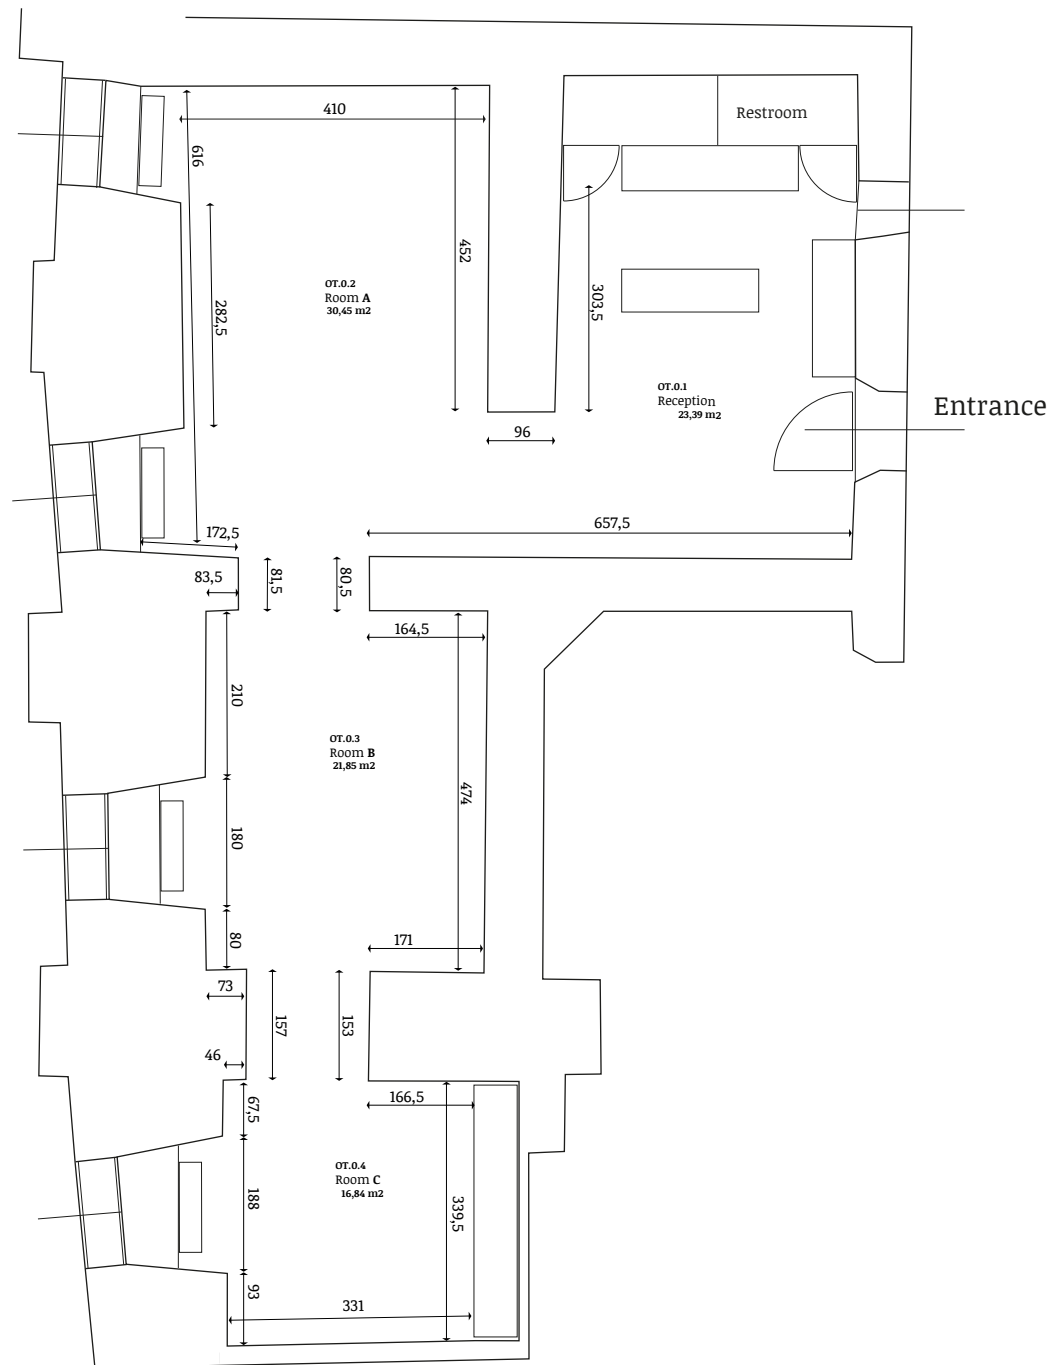 Restroom
410
616
452
282,5
OT.0.2
Room A
30,45 m2
303,5
OT.0.1
Reception
23,39 m2
Entrance
96
657,5
172,5
83,5
81,5
80,5
164,5
210
OT.0.3
Room B
21,85 m2
474
180
80
171
73
157
153
46
67,5
166,5
OT.0.4
Room C
16,84 m2
188
339,5
93
331